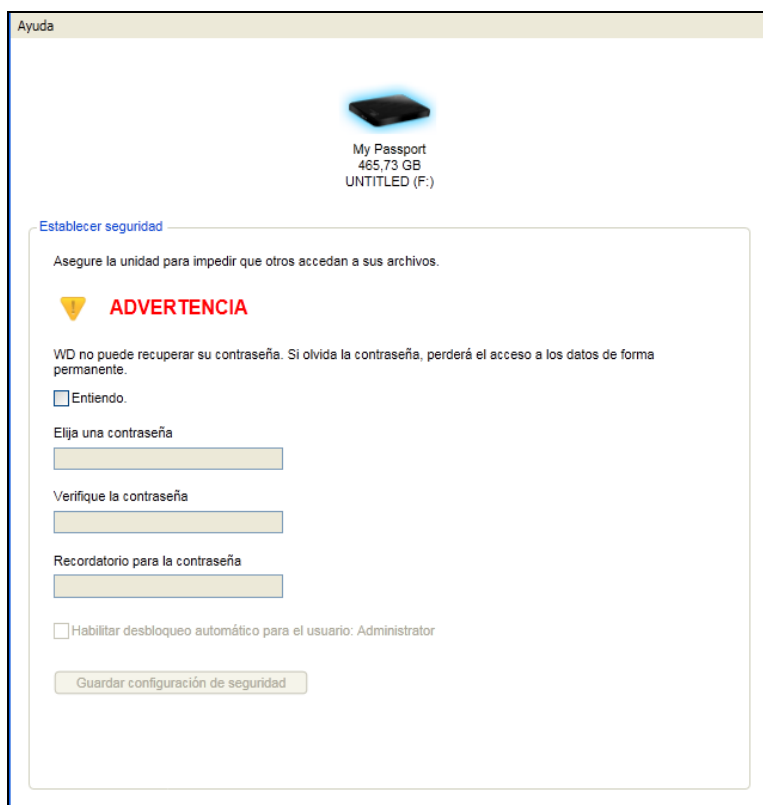 Ayuda
My Passport
465,73 GB
UNTITLED (F:)
Establecer seguridad
Asegure la unidad para impedir que otros accedan a sus archivos.
ADVERTENCIA
WD no puede recuperar su contraseña. Si olvida la contraseña, perderá el acceso a los datos de forma
permanente.
Entiendo.
Elija una contraseña
Verifique la contraseña
Recordatorio para la contraseña
Habilitar desbloqueo automático para el usuario: Administrator
Guardar configuración de seguridad